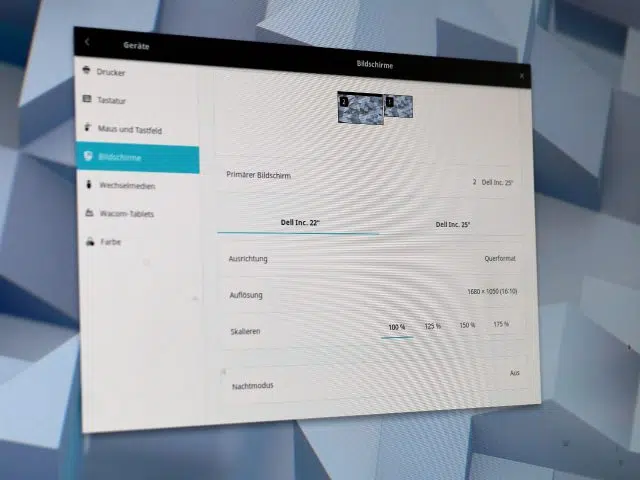 Geräte
Bildschirme
×
Drucker
Tastatur
Maus und Tastfeld
Bildschirme
Wechselmedien
Wacom-Tablets
Farbe
2
1
Primärer Bildschirm
2 Dell Inc. 25"
Dell Inc. 22"
Dell Inc. 25"
Ausrichtung
Querformat
Auflösung
1680 × 1050 (16:10)
Skalieren
100 %
125 %
150 %
175 %
Nachtmodus
Aus